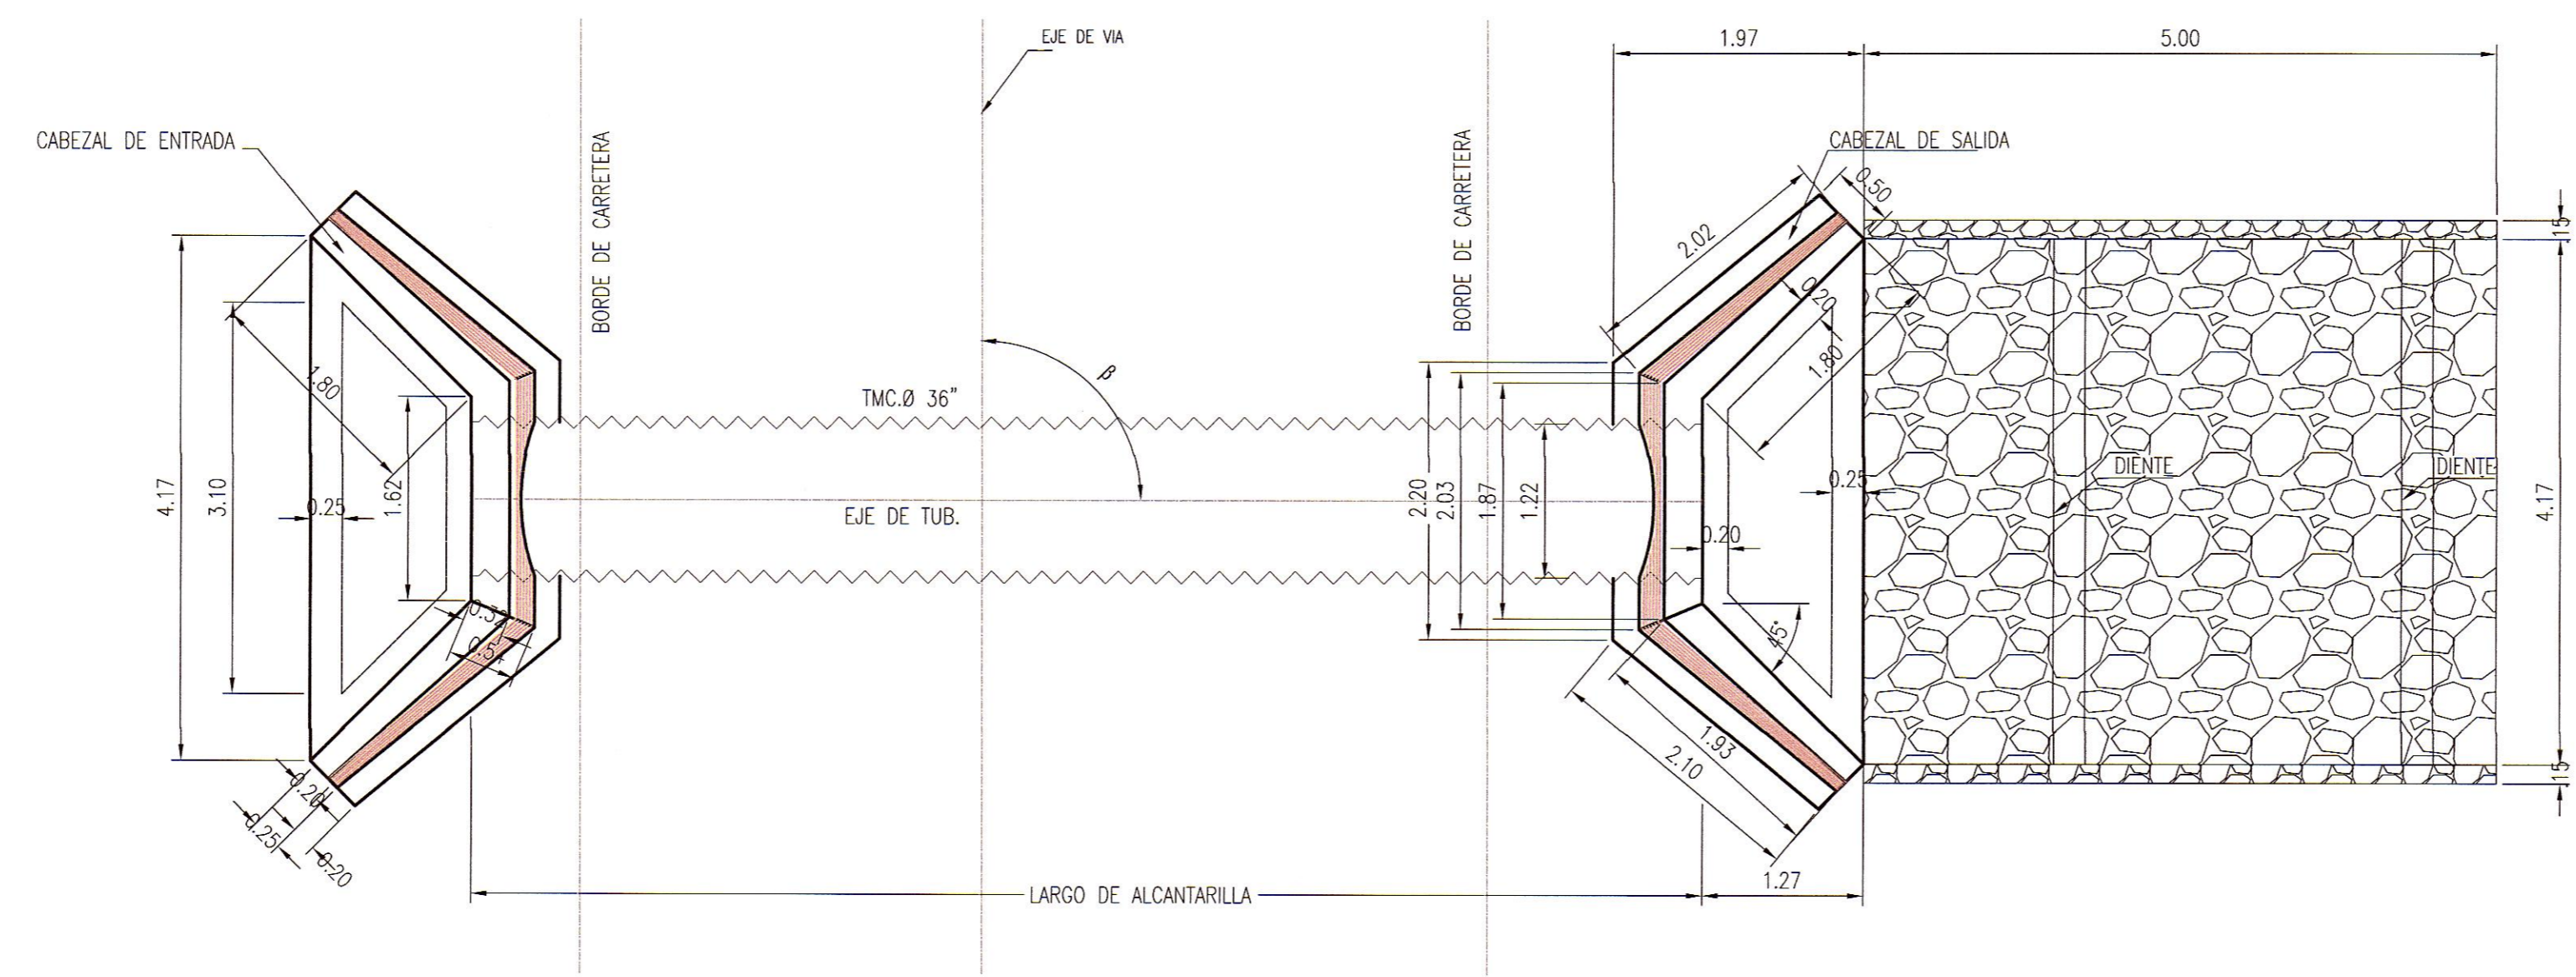 EJE DE VIA
1.97
5.00
CABEZAL DE ENTRADA
BORDE DE CARRETERA
BORDE DE CARRETERA
CABEZAL DE SALIDA
0.50
2.02
.15
0.20
1.80
1.80
β
TMC.Ø 36"
EJE DE TUB.
4.17
3.10
0.25
1.62
0.32
0.51
2.20
2.03
1.87
1.22
0.20
0.25
DIENTE
DIENTE
4.17
45°
1.93
2.10
.15
0.20
0.25
0.20
LARGO DE ALCANTARILLA
1.27